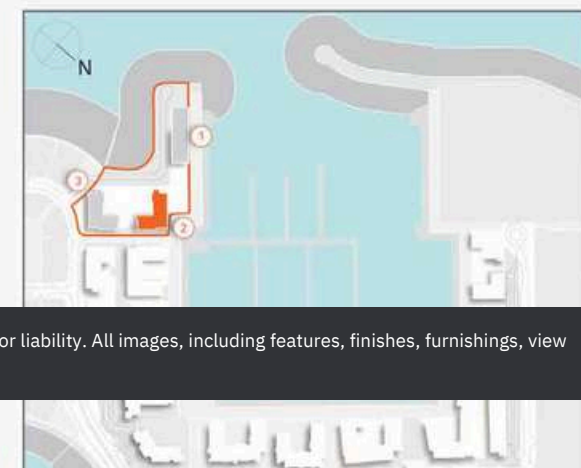 N
1
3
2
or liability. All images, including features, finishes, furnishings, view